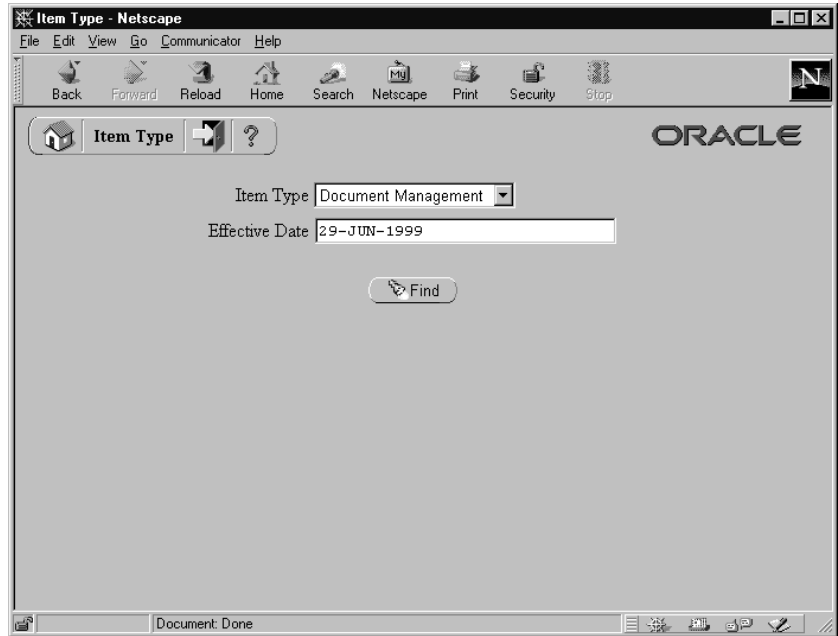 Item Type - Netscape
File Edit View Go Communicator Help
My
N
Back Forward Reload Home Search Netscape Print Security Stop
Item Type ? ORACLE
Item Type Document Management
Effective Date 29-JUN-1999
Find
Document: Done